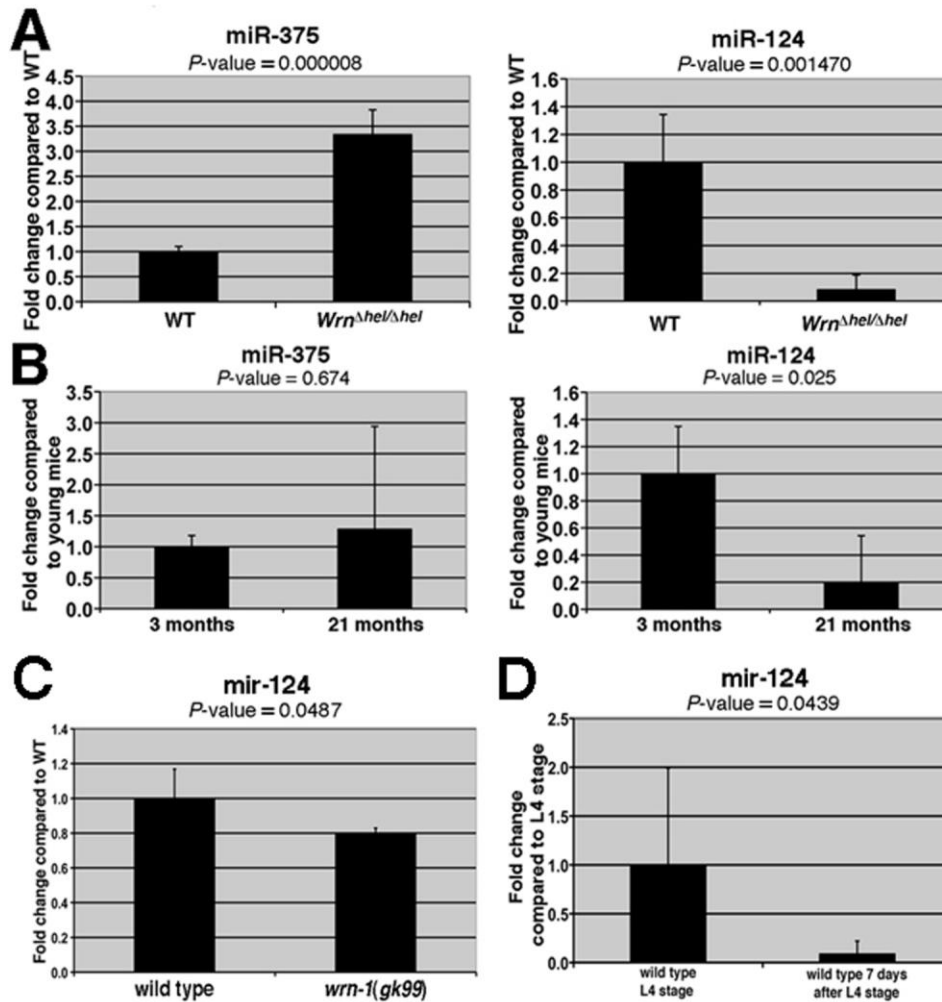 A
miR-375
P-value = 0.000008
Fold change compared to WT
4.5
4.0
3.5
3.0
2.5
2.0
1.5
1.0
0.5
0.0
WT
Wrn^Δhel/Δhel
miR-124
P-value = 0.001470
Fold change compared to WT
1.6
1.4
1.2
1.0
0.8
0.6
0.4
0.2
0.0
WT
Wrn^Δhel/Δhel
B
miR-375
P-value = 0.674
Fold change compared
to young mice
3.5
3.0
2.5
2.0
1.5
1.0
0.5
0.0
3 months
21 months
miR-124
P-value = 0.025
Fold change compared
to young mice
1.6
1.4
1.2
1.0
0.8
0.6
0.4
0.2
0.0
3 months
21 months
C
mir-124
P-value = 0.0487
Fold change compared to WT
1.4
1.2
1.0
0.8
0.6
0.4
0.2
0.0
wild type
wrn-1(gk99)
D
mir-124
P-value = 0.0439
Fold change
compared to L4 stage
2.5
2.0
1.5
1.0
0.5
0.0
wild type
L4 stage
wild type 7 days
after L4 stage